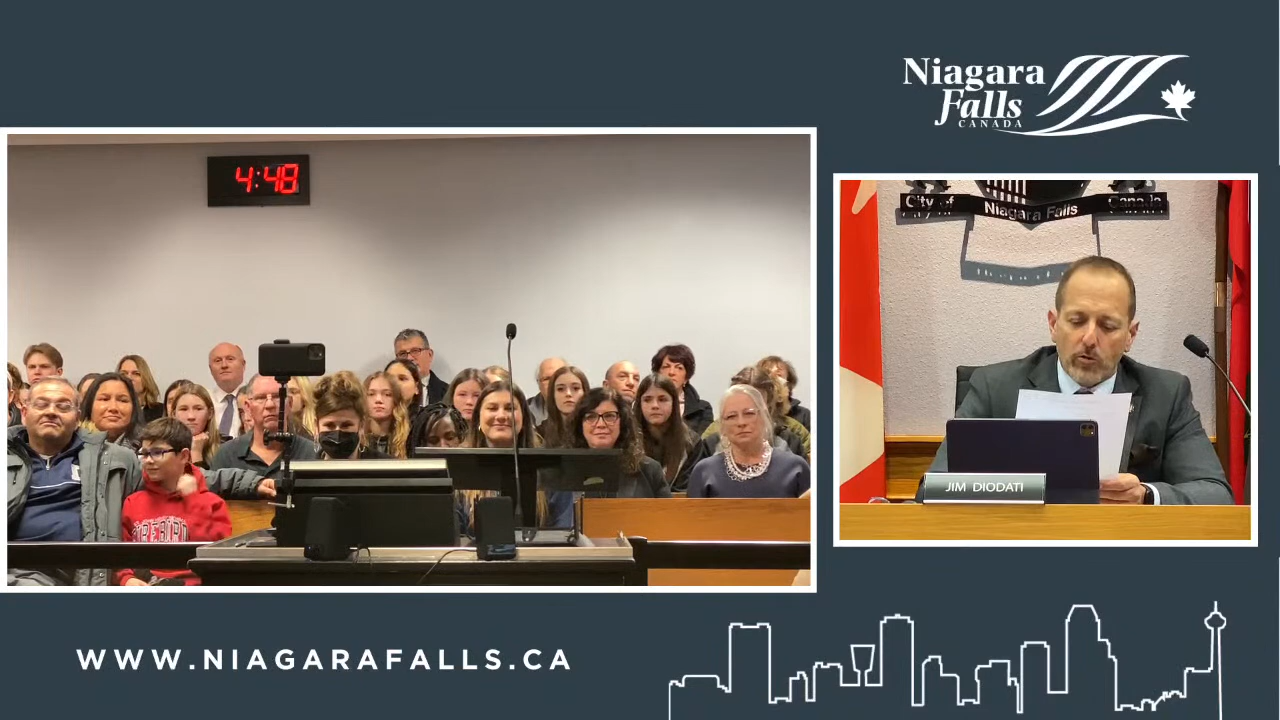 Niagara
Falls
CANADA
4:48
City of
Niagara Falls
Canada
JIM DIODATI
WWW.NIAGARAFALLS.CA